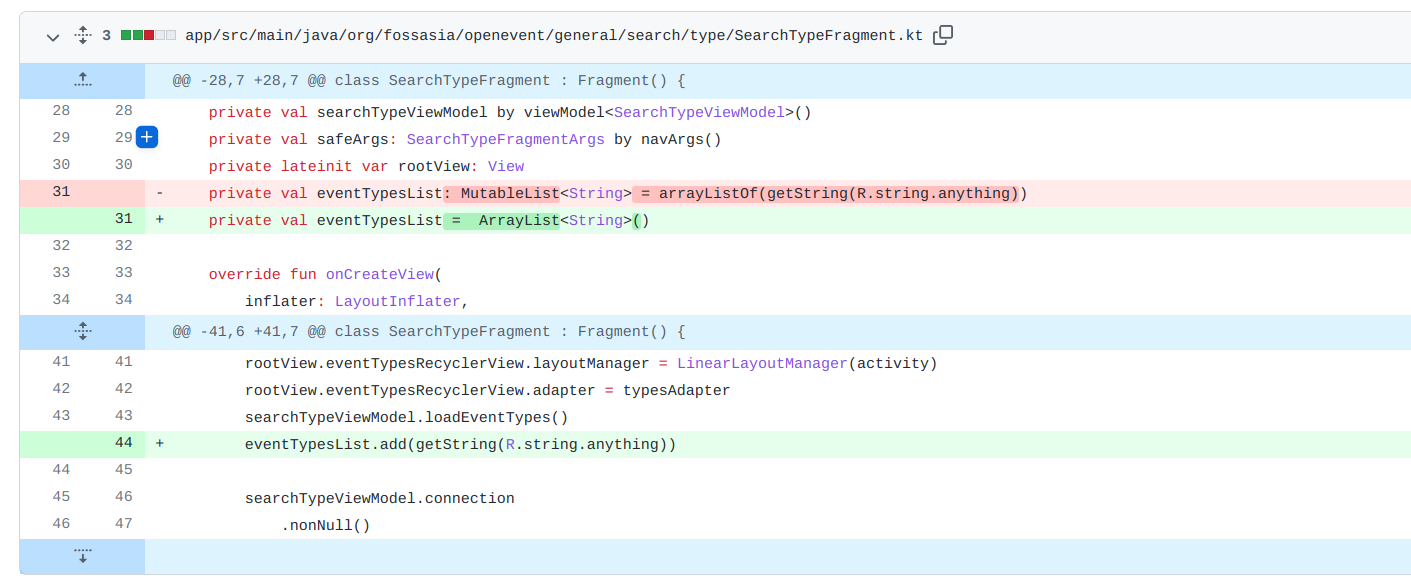 3 app/src/main/java/org/fossasia/openevent/general/search/type/SearchTypeFragment.kt
@@ -28,7 +28,7 @@ class SearchTypeFragment : Fragment() {
28 28 private val searchTypeViewModel by viewModel<SearchTypeViewModel>()
29 29 + private val safeArgs: SearchTypeFragmentArgs by navArgs()
30 30 private lateinit var rootView: View
31 - private val eventTypesList: MutableList<String> = arrayListOf(getString(R.string.anything))
31 + private val eventTypesList =  ArrayList<String>()
32 32
33 33 override fun onCreateView(
34 34 inflater: LayoutInflater,
@@ -41,6 +41,7 @@ class SearchTypeFragment : Fragment() {
41 41 rootView.eventTypesRecyclerView.layoutManager = LinearLayoutManager(activity)
42 42 rootView.eventTypesRecyclerView.adapter = typesAdapter
43 43 searchTypeViewModel.loadEventTypes()
44 + eventTypesList.add(getString(R.string.anything))
44 45
45 46 searchTypeViewModel.connection
46 47 .nonNull()